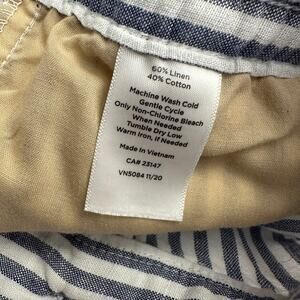 60% Linen
40% Cotton
Machine Wash Cold
Gentle Cycle
Only Non-Chlorine Bleach
When Needed
Tumble Dry Low
Warm Iron, if Needed
Made in Vietnam
CA# 23147
VN5084 11/20